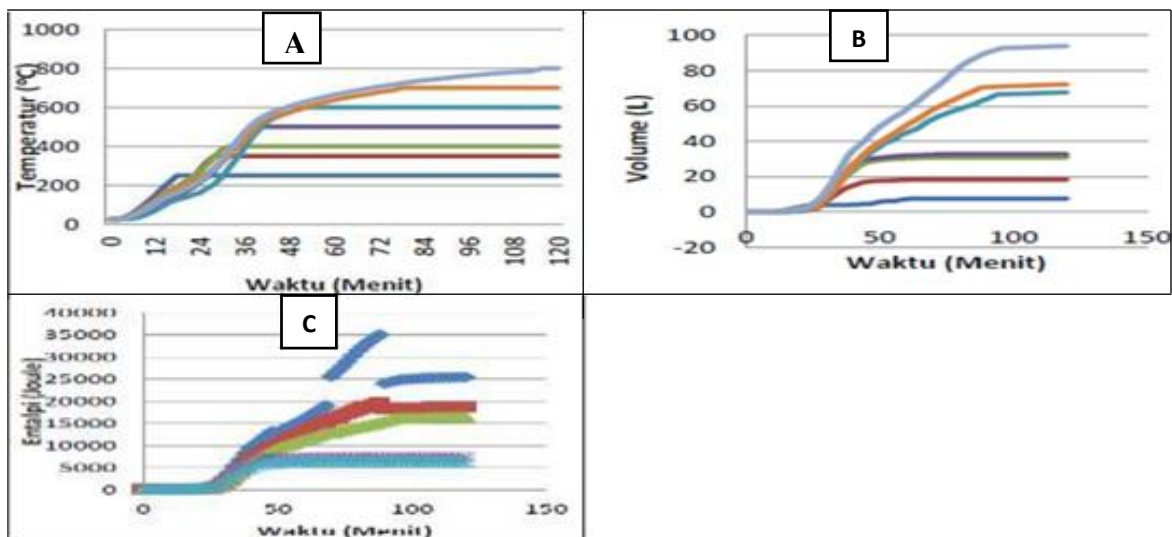 A
Temperatur (°C)
1000
800
600
400
200
0
0 12 24 36 48 60 72 84 96 108 120
Waktu (Menit)
B
Volume (L)
100
80
60
40
20
0
-20
0 50 100 150
Waktu (Menit)
C
Entalpi (Joule)
40000
35000
30000
25000
20000
15000
10000
5000
0
0 50 100 150
Waktu (Menit)